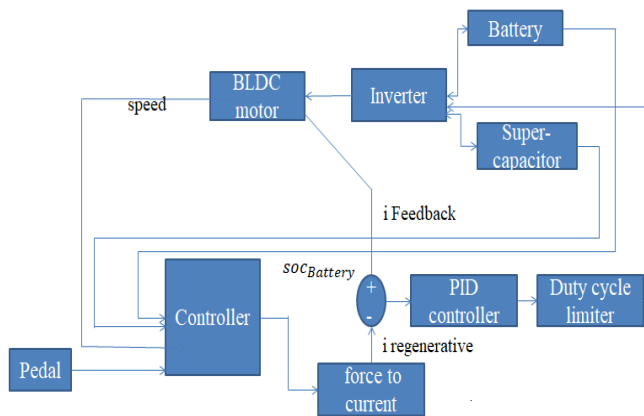 Battery
BLDC
motor
Inverter
speed
Super-
capacitor
i Feedback
SOC_Battery
+
-
PID
controller
Duty cycle
limiter
Controller
i regenerative
Pedal
force to
current